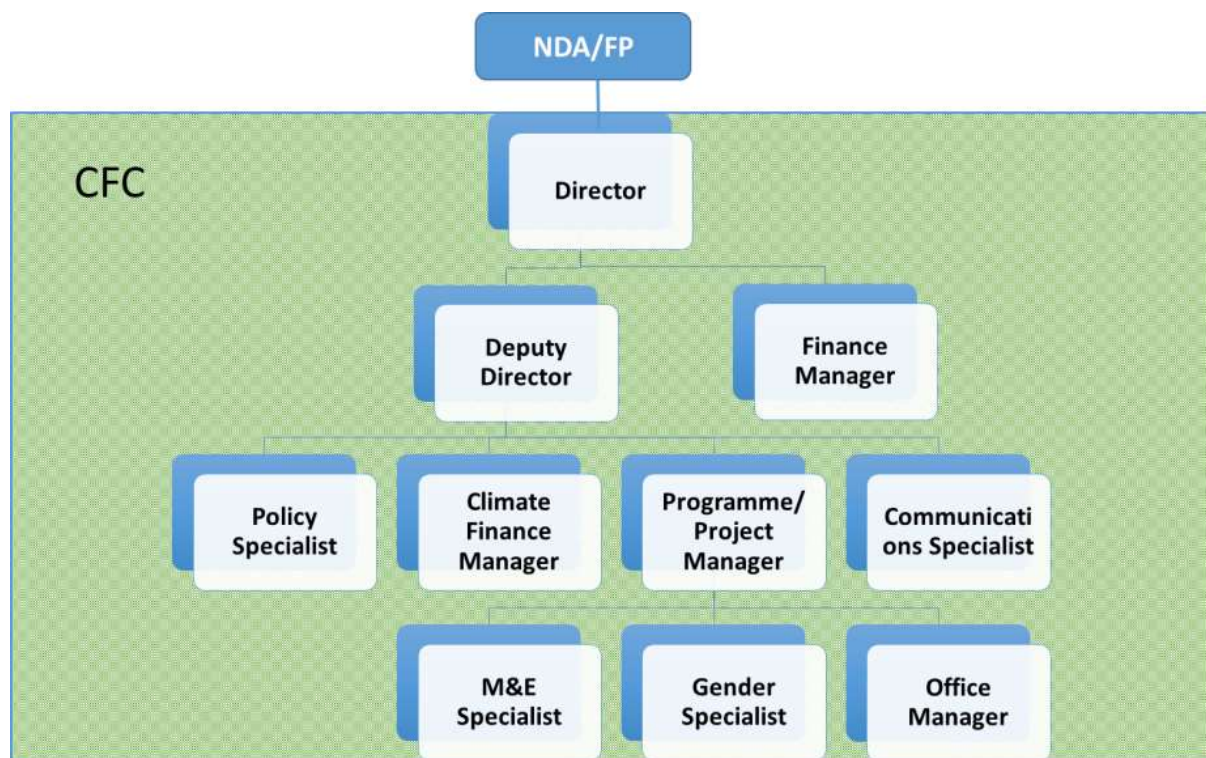 NDA/FP
CFC
Director
Deputy
Director
Finance
Manager
Policy
Specialist
Climate
Finance
Manager
Programme/
Project
Manager
Communicati
ons Specialist
M&E
Specialist
Gender
Specialist
Office
Manager